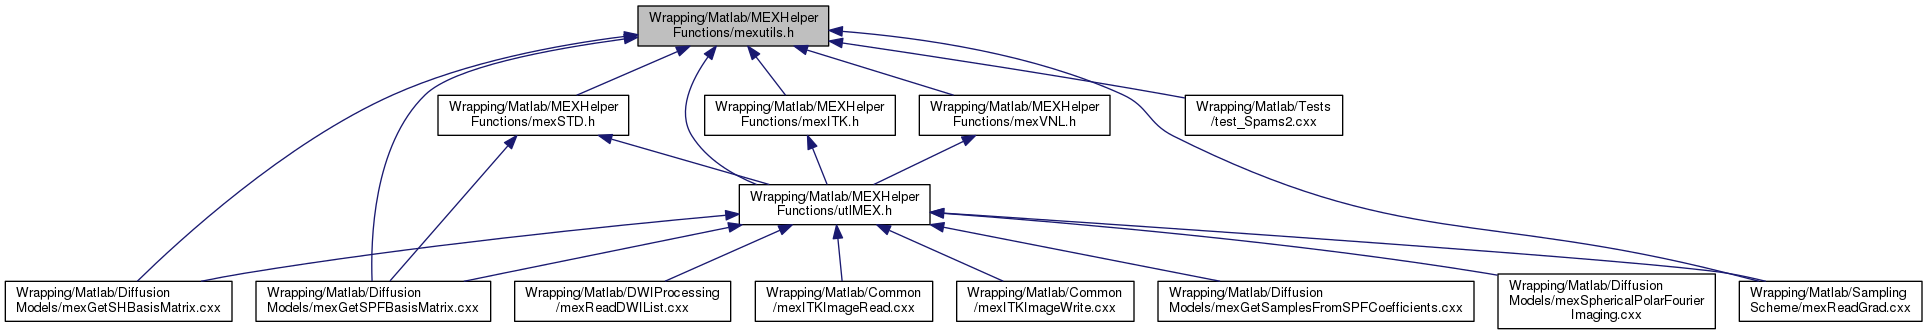 Wrapping/Matlab/MEXHelper
Functions/mexutils.h
Wrapping/Matlab/MEXHelper
Functions/mexSTD.h
Wrapping/Matlab/MEXHelper
Functions/mexITK.h
Wrapping/Matlab/MEXHelper
Functions/mexVNL.h
Wrapping/Matlab/Tests
/test_Spams2.cxx
Wrapping/Matlab/MEXHelper
Functions/utlMEX.h
Wrapping/Matlab/Diffusion
Models/mexGetSHBasisMatrix.cxx
Wrapping/Matlab/Diffusion
Models/mexGetSPFBasisMatrix.cxx
Wrapping/Matlab/DWIProcessing
/mexReadDWIList.cxx
Wrapping/Matlab/Common
/mexITKImageRead.cxx
Wrapping/Matlab/Common
/mexITKImageWrite.cxx
Wrapping/Matlab/Diffusion
Models/mexGetSamplesFromSPFCoefficients.cxx
Wrapping/Matlab/Diffusion
Models/mexSphericalPolarFourier
Imaging.cxx
Wrapping/Matlab/Sampling
Scheme/mexReadGrad.cxx